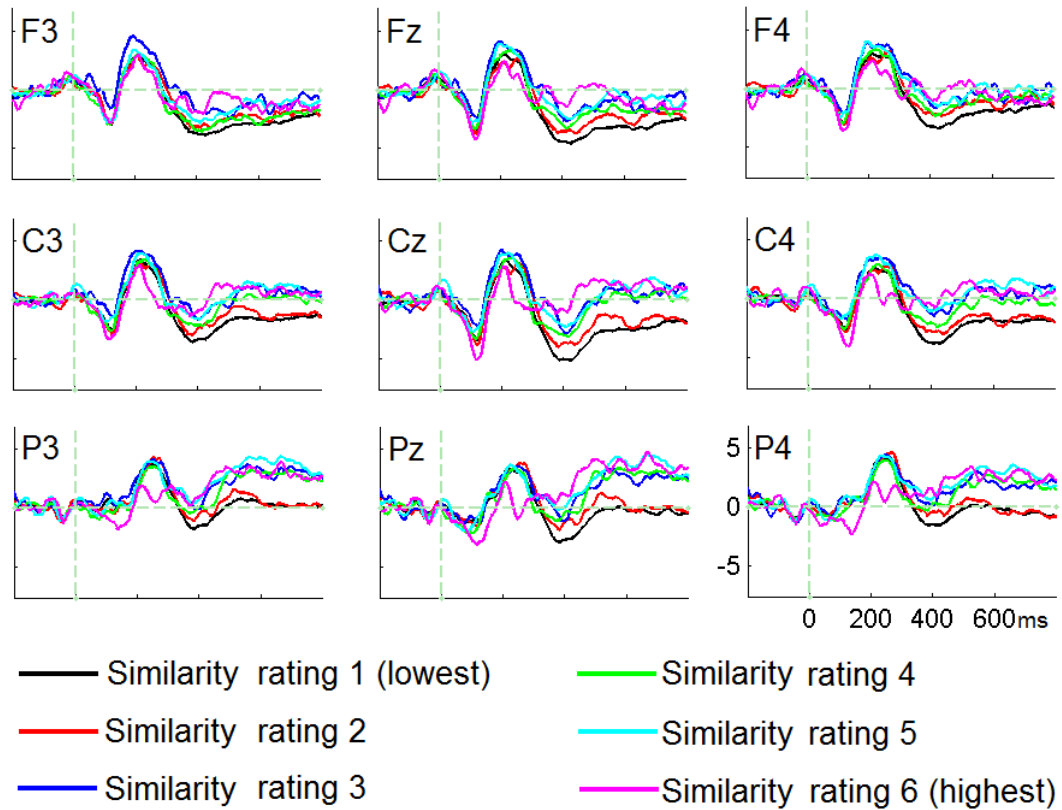 F3
Fz
F4
C3
Cz
C4
P3
Pz
P4
5
0
-5
0 200 400 600ms
Similarity rating 1 (lowest)
Similarity rating 4
Similarity rating 2
Similarity rating 5
Similarity rating 3
Similarity rating 6 (highest)